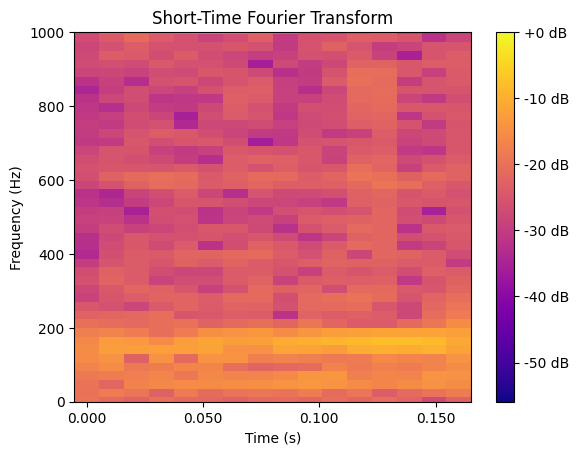 Short-Time Fourier Transform
Frequency (Hz)
1000
800
600
400
200
0
0.000
0.050
0.100
0.150
Time (s)
+0 dB
-10 dB
-20 dB
-30 dB
-40 dB
-50 dB